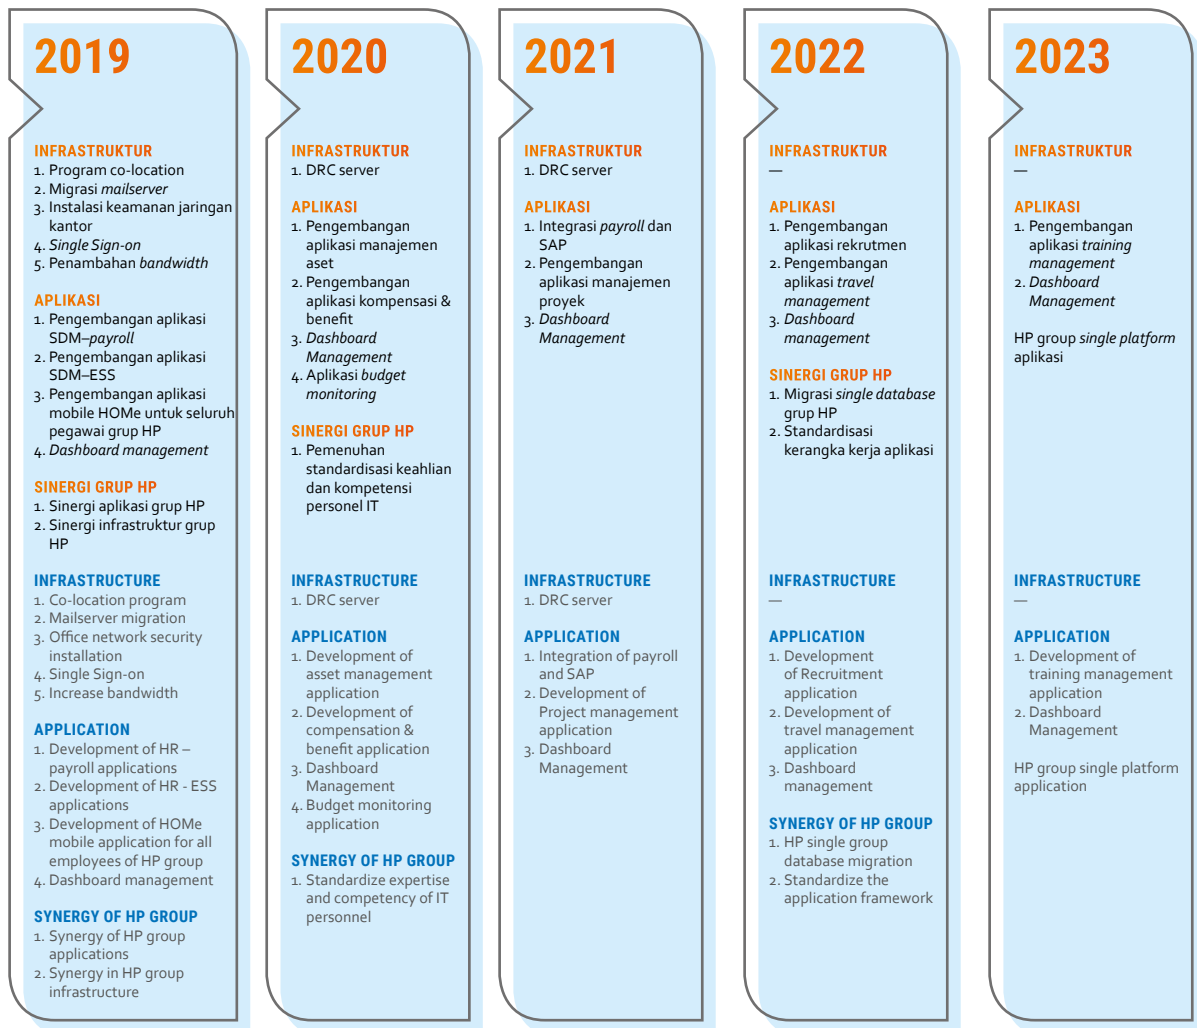 2019
INFRASTRUKTUR
1. Program co-location
2. Migrasi mailserver
3. Instalasi keamanan jaringan
kantor
4. Single Sign-on
5. Penambahan bandwidth
APLIKASI
1. Pengembangan aplikasi
SDM–payroll
2. Pengembangan aplikasi
SDM–ESS
3. Pengembangan aplikasi
mobile HOMe untuk seluruh
pegawai grup HP
4. Dashboard management
SINERGI GRUP HP
1. Sinergi aplikasi grup HP
2. Sinergi infrastruktur grup
HP
INFRASTRUCTURE
1. Co-location program
2. Mailserver migration
3. Office network security
installation
4. Single Sign-on
5. Increase bandwidth
APPLICATION
1. Development of HR –
payroll applications
2. Development of HR - ESS
applications
3. Development of HOMe
mobile application for all
employees of HP group
4. Dashboard management
SYNERGY OF HP GROUP
1. Synergy of HP group
applications
2. Synergy in HP group
infrastructure
2020
INFRASTRUKTUR
1. DRC server
APLIKASI
1. Pengembangan
aplikasi manajemen
aset
2. Pengembangan
aplikasi kompensasi &
benefit
3. Dashboard
Management
4. Aplikasi budget
monitoring
SINERGI GRUP HP
1. Pemenuhan
standardisasi keahlian
dan kompetensi
personel IT
INFRASTRUCTURE
1. DRC server
APPLICATION
1. Development of
asset management
application
2. Development of
compensation &
benefit application
3. Dashboard
Management
4. Budget monitoring
application
SYNERGY OF HP GROUP
1. Standardize expertise
and competency of IT
personnel
2021
INFRASTRUKTUR
1. DRC server
APLIKASI
1. Integrasi payroll dan
SAP
2. Pengembangan
aplikasi manajemen
proyek
3. Dashboard
Management
INFRASTRUCTURE
1. DRC server
APPLICATION
1. Integration of payroll
and SAP
2. Development of
Project management
application
3. Dashboard
Management
2022
INFRASTRUKTUR
—
APLIKASI
1. Pengembangan
aplikasi rekrutmen
2. Pengembangan
aplikasi travel
management
3. Dashboard
management
SINERGI GRUP HP
1. Migrasi single database
grup HP
2. Standardisasi
kerangka kerja aplikasi
INFRASTRUCTURE
—
APPLICATION
1. Development
of Recruitment
application
2. Development of
travel management
application
3. Dashboard
management
SYNERGY OF HP GROUP
1. HP single group
database migration
2. Standardize the
application framework
2023
INFRASTRUKTUR
—
APLIKASI
1. Pengembangan
aplikasi training
management
2. Dashboard
Management
HP group single platform
aplikasi
INFRASTRUCTURE
—
APPLICATION
1. Development of
training management
application
2. Dashboard
Management
HP group single platform
application